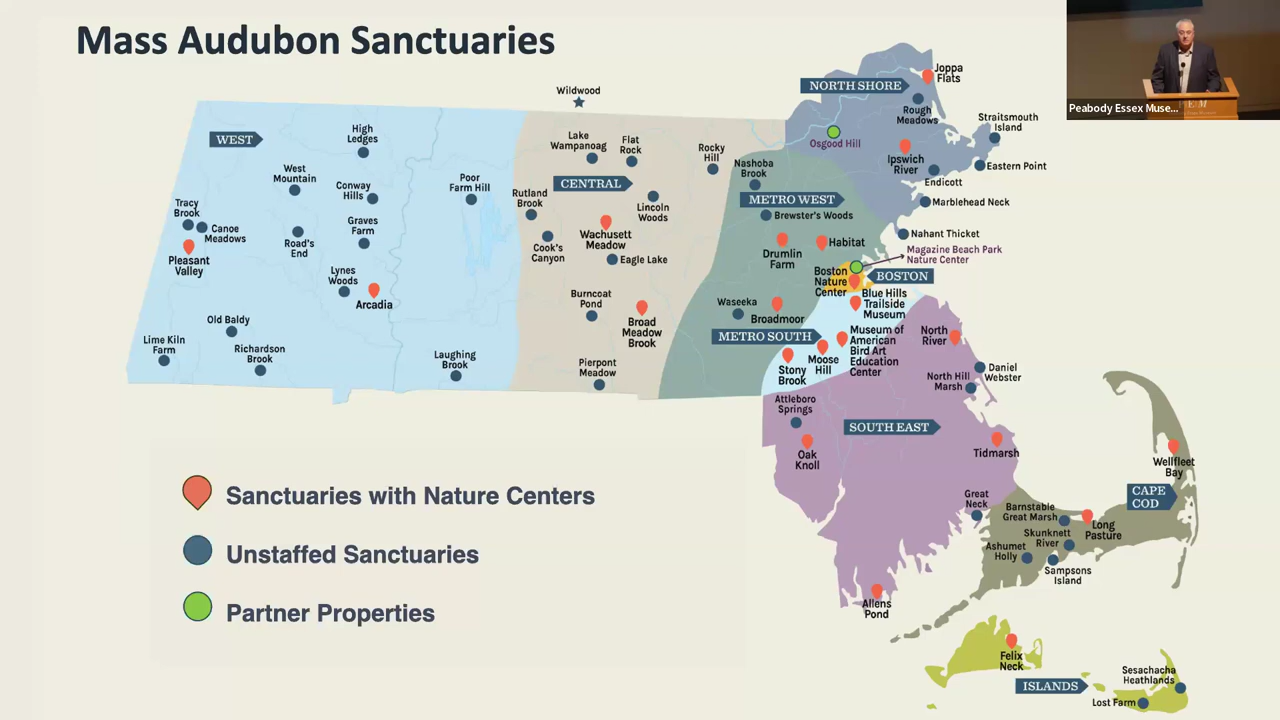 Mass Audubon Sanctuaries
Peabody Essex Muse...
Wildwood
NORTH SHORE
Joppa
Flats
Rough
Meadows
Straitsmouth
Island
Osgood Hill
Ipswich
River
Eastern Point
Endicott
Marblehead Neck
Nahant Thicket
Magazine Beach Park
Nature Center
WEST
High
Ledges
West
Mountain
Conway
Hills
Poor
Farm Hill
Tracy
Brook
Canoe
Meadows
Pleasant
Valley
Road's
End
Graves
Farm
Lynes
Woods
Arcadia
Old Baldy
Lime Kiln
Farm
Richardson
Brook
Laughing
Brook
Lake
Wampanoag
Flat
Rock
Rocky
Hill
CENTRAL
Rutland
Brook
Lincoln
Woods
Wachusett
Meadow
Cook's
Canyon
Eagle Lake
Burncoat
Pond
Broad
Meadow
Brook
Pierpont
Meadow
Nashoba
Brook
METRO WEST
Brewster's Woods
Drumlin
Farm
Habitat
Waseeka
Broadmoor
Boston
Nature
Center
BOSTON
Blue Hills
Trailside
Museum
METRO SOUTH
Museum of
American
Bird Art
Education
Center
Moose
Hill
Stony
Brook
North
River
Daniel
Webster
North Hill
Marsh
Attleboro
Springs
SOUTH EAST
Oak
Knoll
Tidmarsh
Great
Neck
Allens
Pond
Wellfleet
Bay
CAPE
COD
Barnstable
Great Marsh
Long
Pasture
Skunknett
River
Ashumet
Holly
Sampsons
Island
Felix
Neck
ISLANDS
Sesachacha
Heathlands
Lost Farm
Sanctuaries with Nature Centers
Unstaffed Sanctuaries
Partner Properties